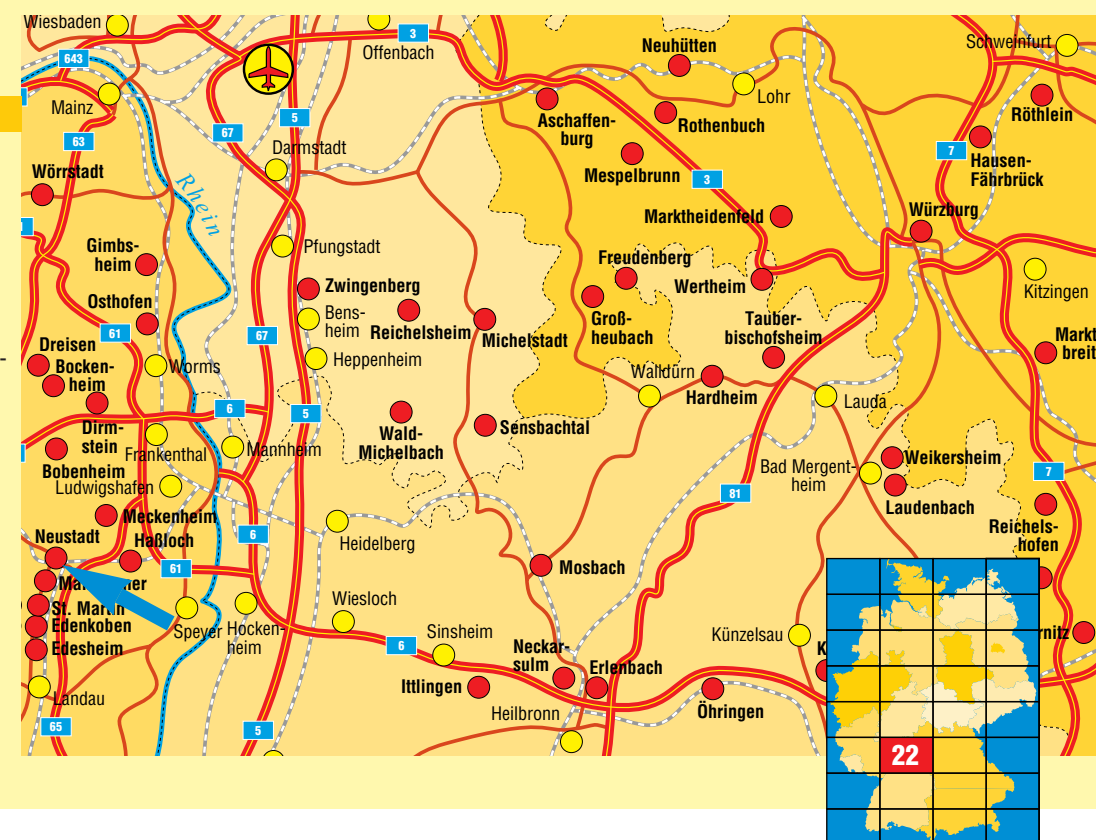 Wiesbaden
643
Mainz
63
Wörrstadt
Rhein
67
5
3
Offenbach
Darmstadt
Neuhütten
Schweinfurt
Lohr
Aschaffen-
burg
Rothenbuch
Röthlein
7
Hausen-
Fährbrück
Mespelbrunn
3
Marktheidenfeld
Würzburg
Gimbs-
heim
Pfungstadt
Freudenberg
Wertheim
Kitzingen
Zwingenberg
Osthofen
Bens-
heim
Reichelsheim
Michelstadt
Groß-
heubach
Tauber-
bischofsheim
Markt
breit
61
67
Dreisen
Bocken-
heim
Worms
Heppenheim
Walldürn
Hardheim
Lauda
6
5
Dirm-
stein
Frankenthal
Mannheim
Wald-
Michelbach
Sensbachtal
Bobenheim
Ludwigshafen
Bad Mergent-
heim
Weikersheim
Laudenbach
7
81
Meckenheim
Reichels-
hofen
Neustadt
Haßloch
6
Heidelberg
61
Mosbach
St. Martin
Edenkoben
Edesheim
Speyer
Hocken-
heim
Wiesloch
6
Sinsheim
Künzelsau
Neckar-
sulm
Erlenbach
Ittlingen
Öhringen
Landau
65
5
Heilbronn
22